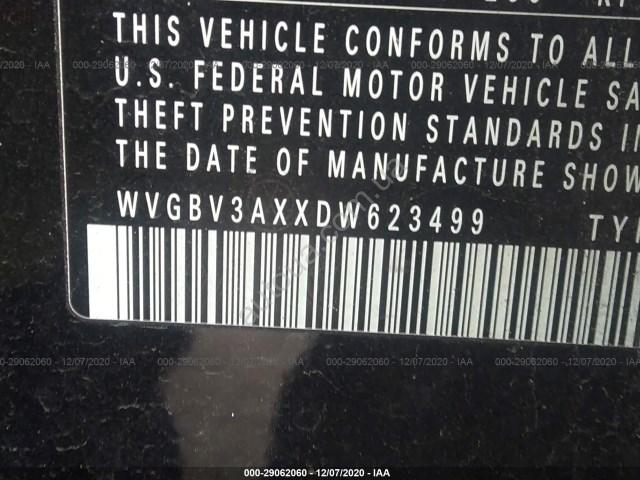 THIS VEHICLE CONFORMS TO ALL
U.S. FEDERAL MOTOR VEHICLE SA
THEFT PREVENTION STANDARDS I
THE DATE OF MANUFACTURE SHOW
WVGBV3AXXDW623499
TY
000-29062060 - 12/07/2020 - IAA